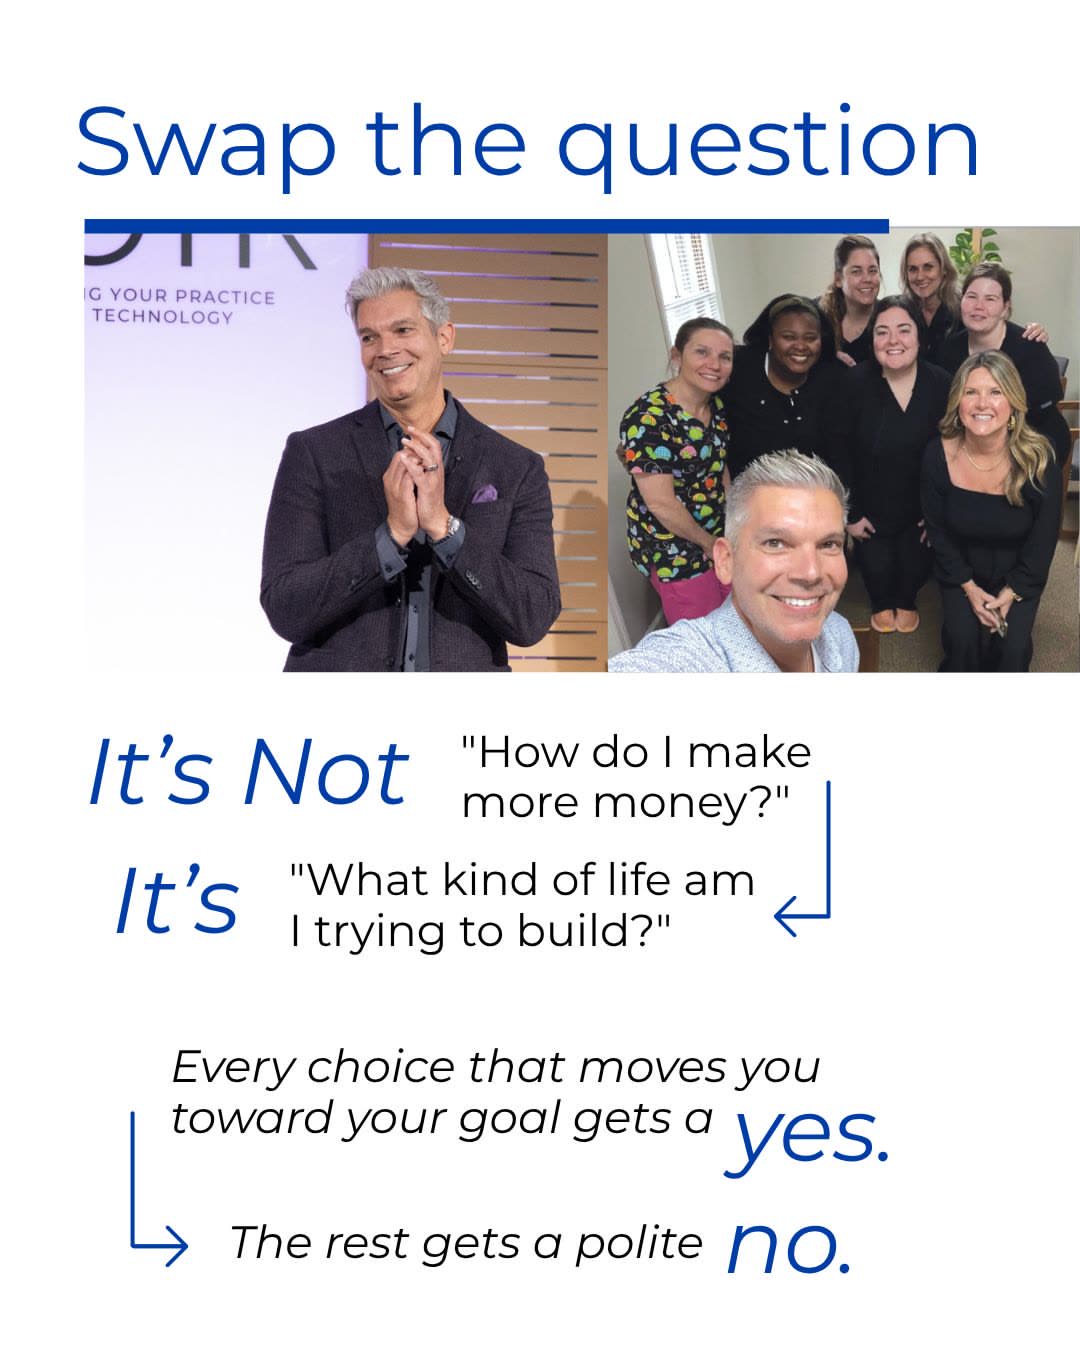 Swap the question
G YOUR PRACTICE
TECHNOLOGY
It’s Not
"How do I make
more money?"
It’s
"What kind of life am
I trying to build?"
Every choice that moves you
toward your goal gets a yes.
The rest gets a polite no.